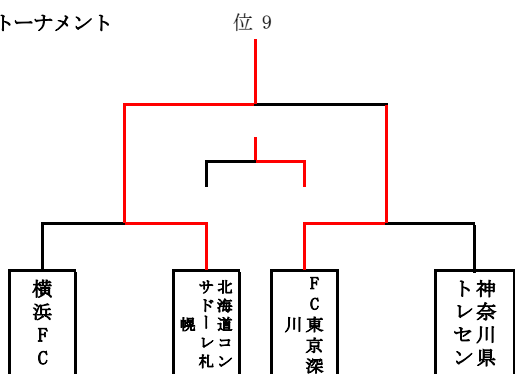 トーナメント
位 9
横浜FC
北海道コン
サドーレ札
幌
FC東京深
川
神奈川県
トレセン